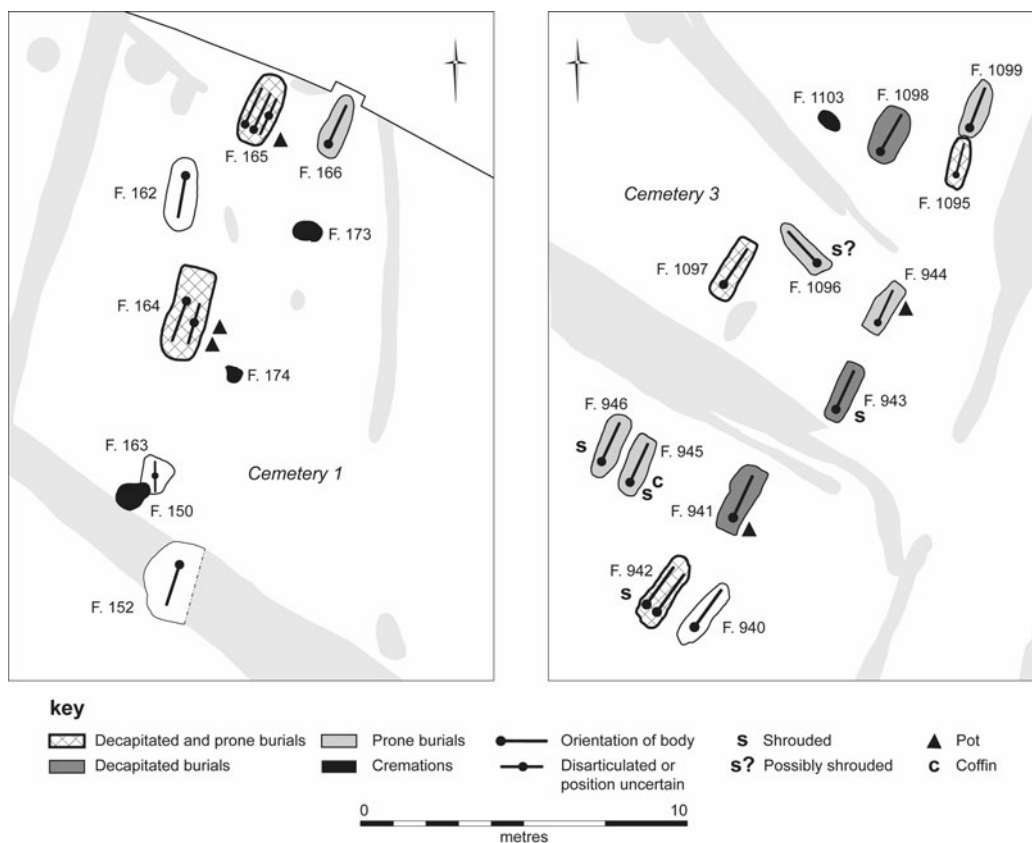 F. 165
F. 166
F. 162
F. 173
F. 164
F. 174
F. 163
Cemetery 1
F. 150
F. 152
F. 1099
F. 1103
F. 1098
F. 1095
Cemetery 3
s?
F. 1097
F. 1096
F. 944
F. 943
s
F. 946
s
F. 945
c
s
F. 941
F. 942
s
F. 940
key
Decapitated and prone burials
Prone burials
Orientation of body
s Shrouded
Pot
Decapitated burials
Cremations
Disarticulated or
position uncertain
s? Possibly shrouded
c Coffin
0 10
metres